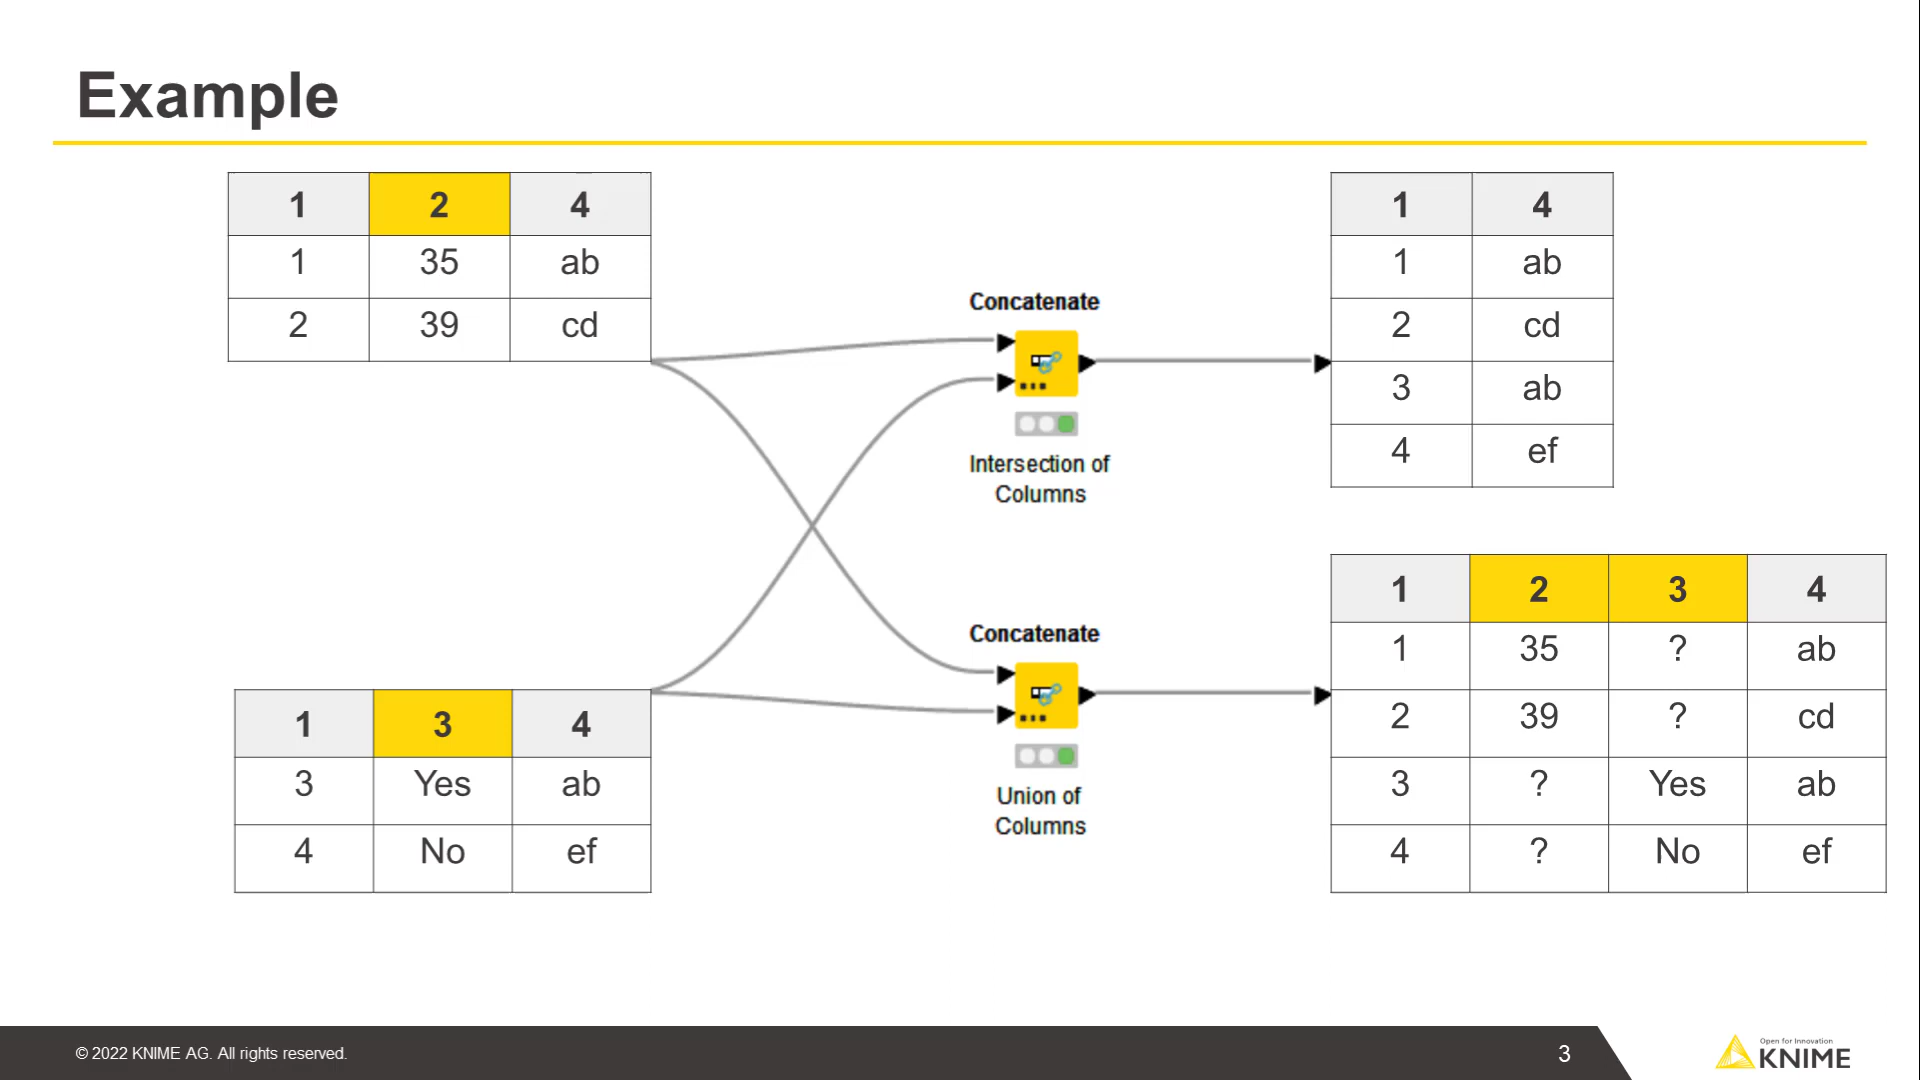 Example
1 2 4
1 35 ab
2 39 cd
1 3 4
3 Yes ab
4 No ef
Concatenate
Intersection of
Columns
Concatenate
Union of
Columns
1 4
1 ab
2 cd
3 ab
4 ef
1 2 3 4
1 35 ? ab
2 39 ? cd
3 ? Yes ab
4 ? No ef
© 2022 KNIME AG. All rights reserved.
3
Open for Innovation
KNIME